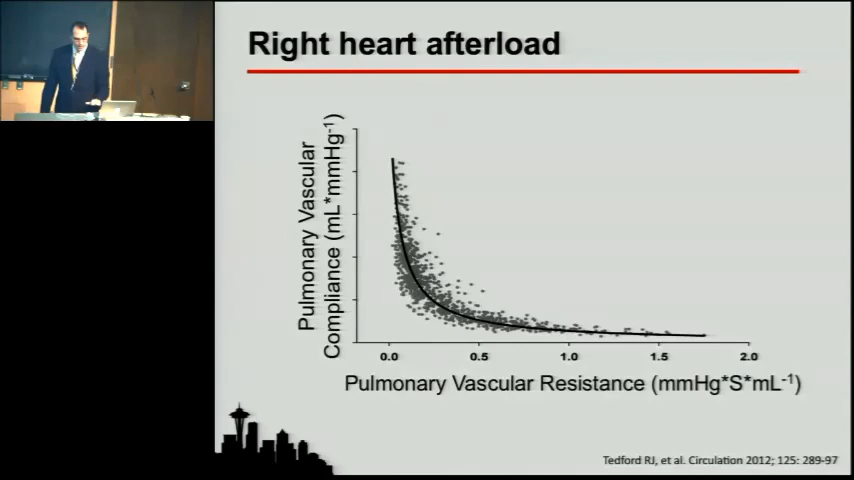 Right heart afterload
Pulmonary Vascular
Compliance (mL*mmHg-1)
0.0 0.5 1.0 1.5 2.0
Pulmonary Vascular Resistance (mmHg*S*mL-1)
Tedford RJ, et al. Circulation 2012; 125: 289-97